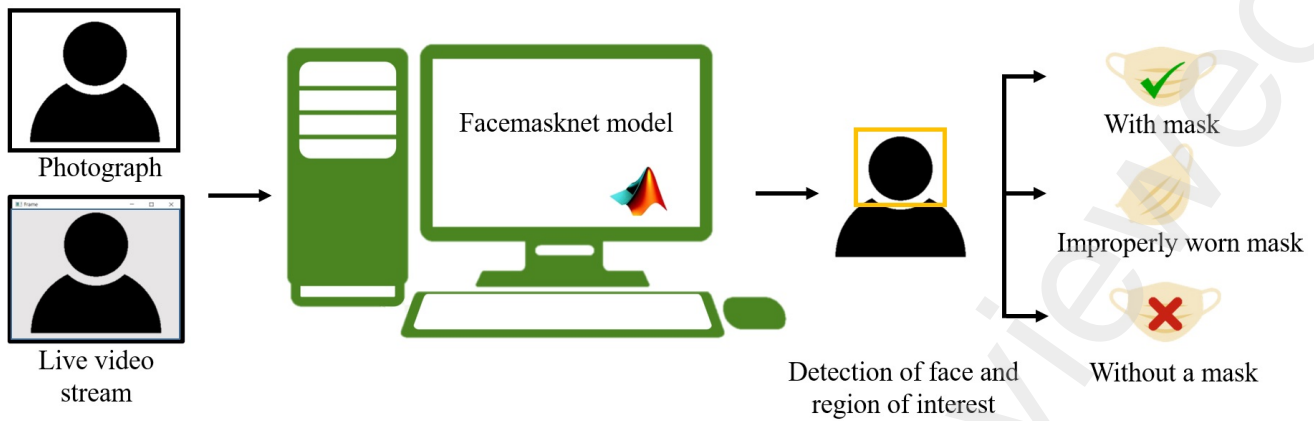 Photograph
Frame
Live video
stream
Facemasknet model
Detection of face and
region of interest
With mask
Improperly worn mask
Without a mask